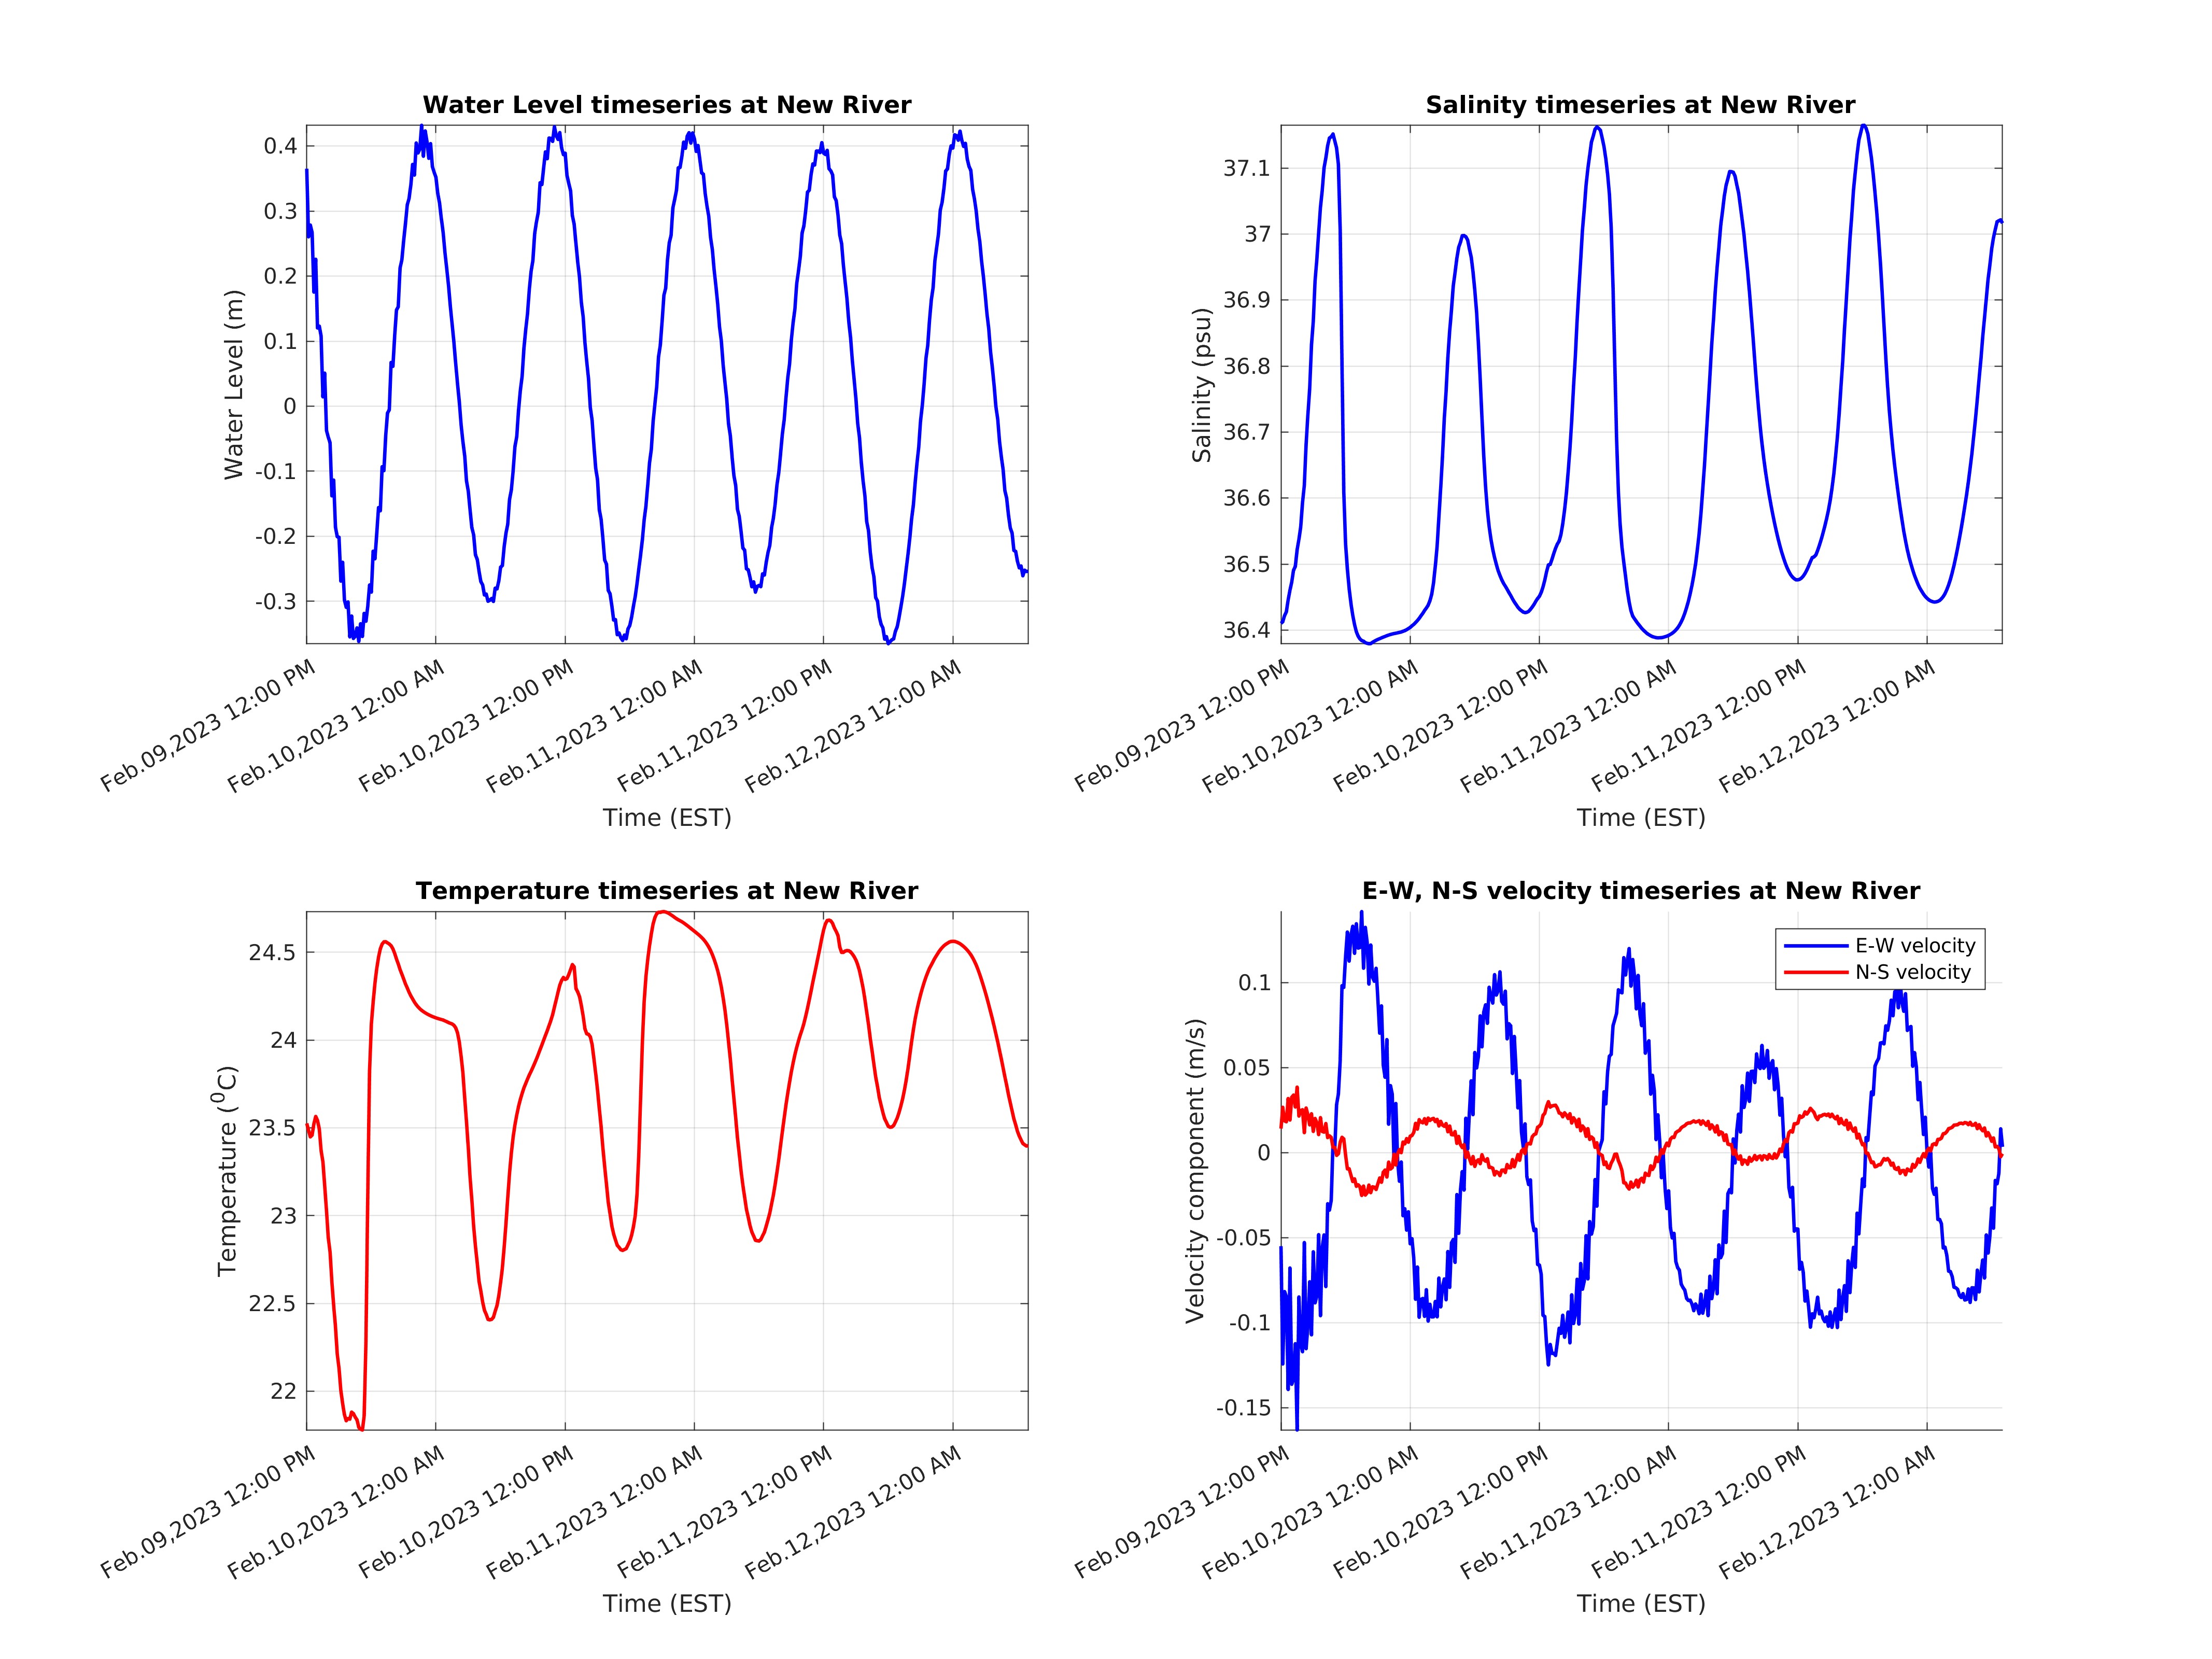 Water Level timeseries at New River
Water Level (m)
0.4
0.3
0.2
0.1
0
-0.1
-0.2
-0.3
Feb.09,2023 12:00 PM
Feb.10,2023 12:00 AM
Feb.10,2023 12:00 PM
Feb.11,2023 12:00 AM
Feb.11,2023 12:00 PM
Feb.12,2023 12:00 AM
Time (EST)
Salinity timeseries at New River
Salinity (psu)
37.1
37
36.9
36.8
36.7
36.6
36.5
36.4
Feb.09,2023 12:00 PM
Feb.10,2023 12:00 AM
Feb.10,2023 12:00 PM
Feb.11,2023 12:00 AM
Feb.11,2023 12:00 PM
Feb.12,2023 12:00 AM
Time (EST)
Temperature timeseries at New River
Temperature (⁰C)
24.5
24
23.5
23
22.5
22
Feb.09,2023 12:00 PM
Feb.10,2023 12:00 AM
Feb.10,2023 12:00 PM
Feb.11,2023 12:00 AM
Feb.11,2023 12:00 PM
Feb.12,2023 12:00 AM
Time (EST)
E-W, N-S velocity timeseries at New River
E-W velocity
N-S velocity
Velocity component (m/s)
0.1
0.05
0
-0.05
-0.1
-0.15
Feb.09,2023 12:00 PM
Feb.10,2023 12:00 AM
Feb.10,2023 12:00 PM
Feb.11,2023 12:00 AM
Feb.11,2023 12:00 PM
Feb.12,2023 12:00 AM
Time (EST)